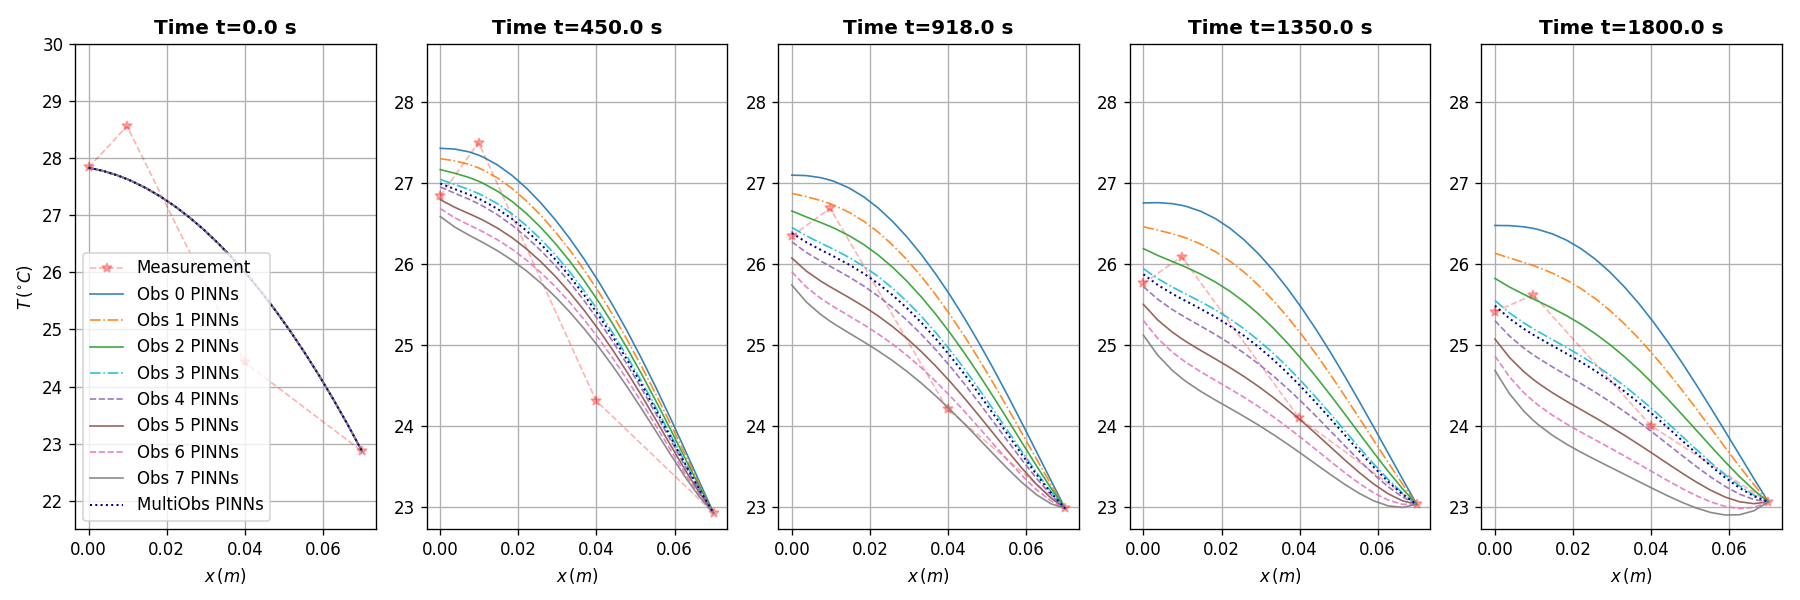 Time t=0.0 s
Time t=450.0 s
Time t=918.0 s
Time t=1350.0 s
Time t=1800.0 s
T (°C)
30
29
28
27
26
25
24
23
22
Measurement
Obs 0 PINNs
Obs 1 PINNs
Obs 2 PINNs
Obs 3 PINNs
Obs 4 PINNs
Obs 5 PINNs
Obs 6 PINNs
Obs 7 PINNs
MultiObs PINNs
0.00 0.02 0.04 0.06
x (m)
28
27
26
25
24
23
0.00 0.02 0.04 0.06
x (m)
28
27
26
25
24
23
0.00 0.02 0.04 0.06
x (m)
28
27
26
25
24
23
0.00 0.02 0.04 0.06
x (m)
28
27
26
25
24
23
0.00 0.02 0.04 0.06
x (m)